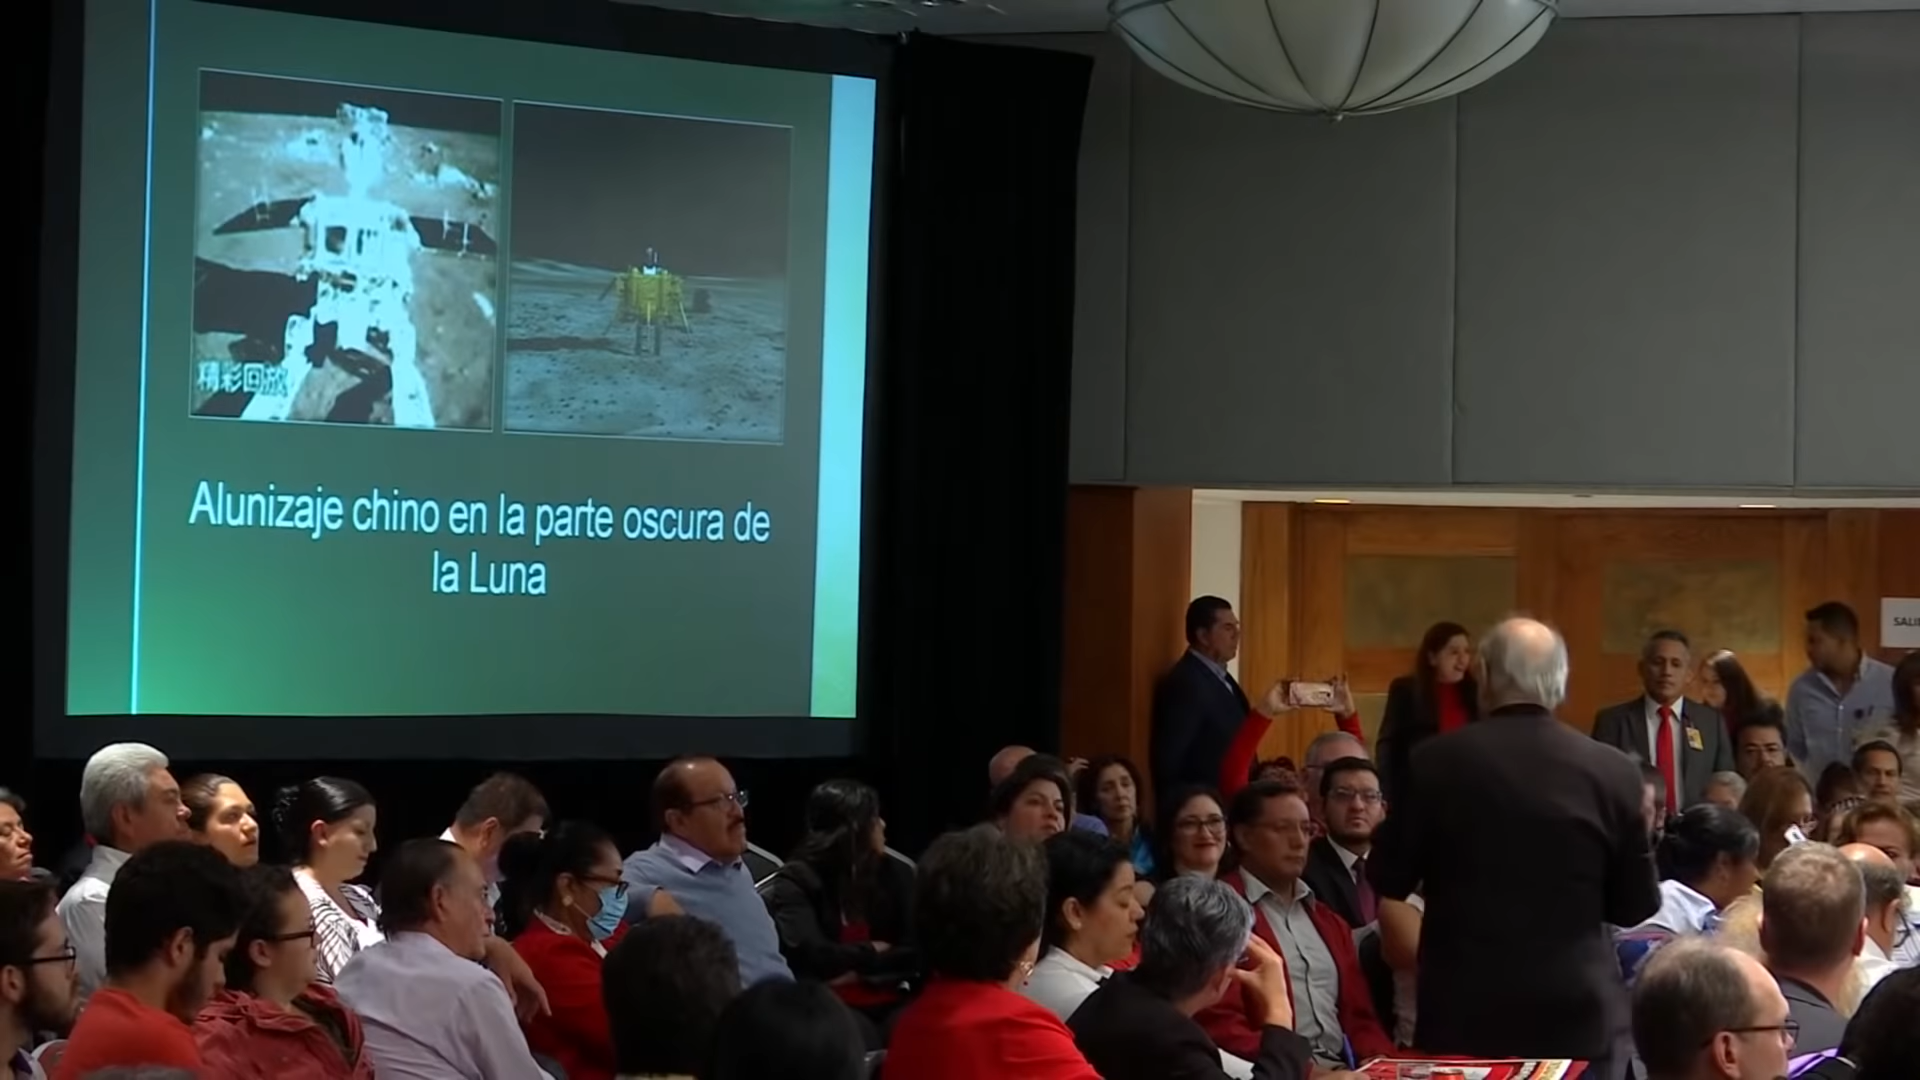 精彩回放
Alunizaje chino en la parte oscura de
la Luna